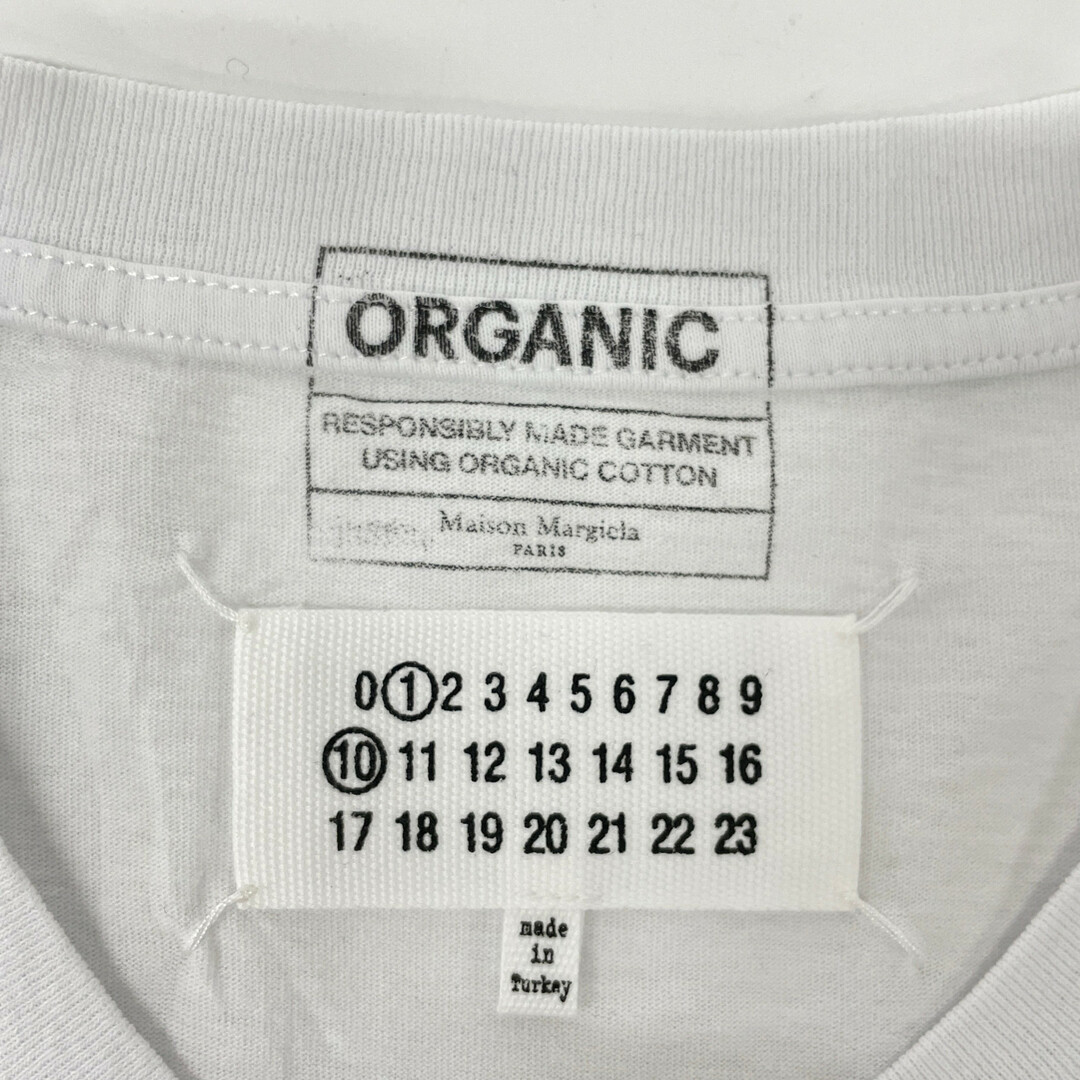 ORGANIC
RESPONSIBLY MADE GARMENT
USING ORGANIC COTTON
Maison Margiela
PARIS
0 1 2 3 4 5 6 7 8 9
10 11 12 13 14 15 16
17 18 19 20 21 22 23
made
in
Turkey